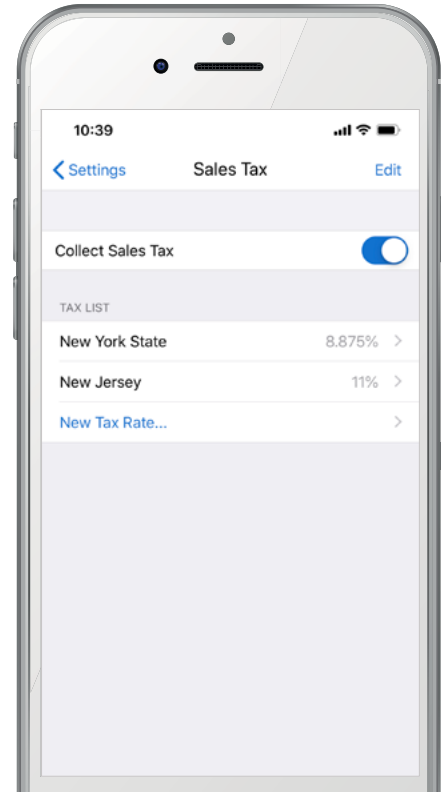 10:39
Settings Sales Tax Edit
Collect Sales Tax
TAX LIST
New York State 8.875%
New Jersey 11%
New Tax Rate...